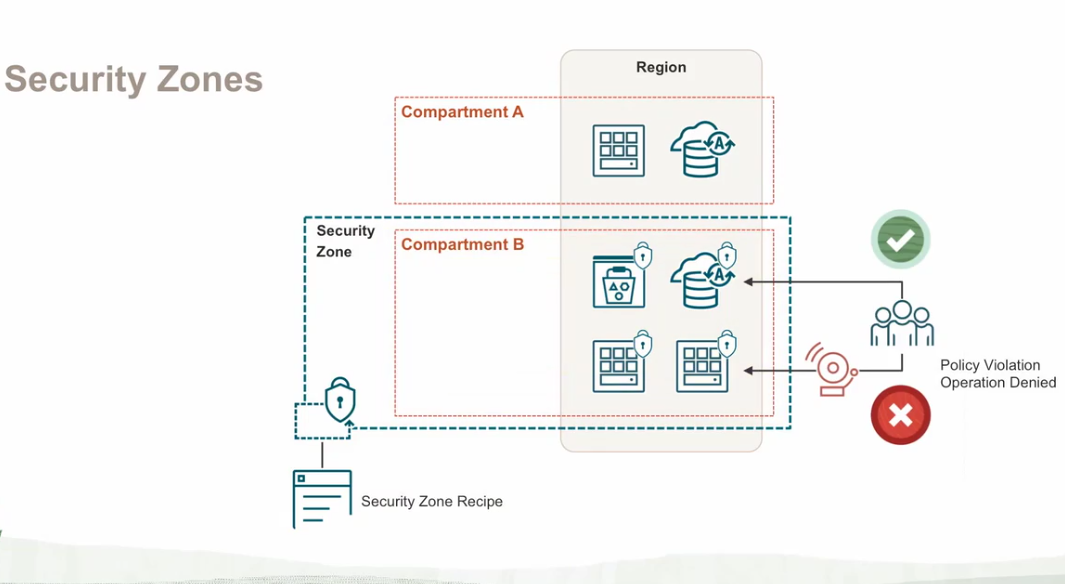 Security Zones
Region
Compartment A
A
Security
Zone
Compartment B
A
Policy Violation
Operation Denied
Security Zone Recipe